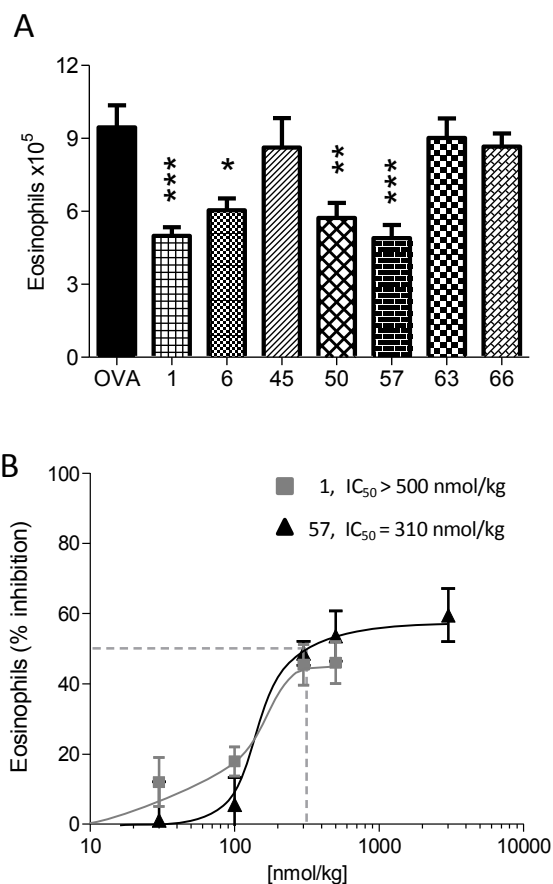 A
12
9
6
3
0
Eosinophils x10⁵
***
*
**
***
OVA 1 6 45 50 57 63 66
B
100
80
60
40
20
0
Eosinophils (% inhibition)
1, IC₅₀ > 500 nmol/kg
57, IC₅₀ = 310 nmol/kg
10 100 1000 10000
[nmol/kg]